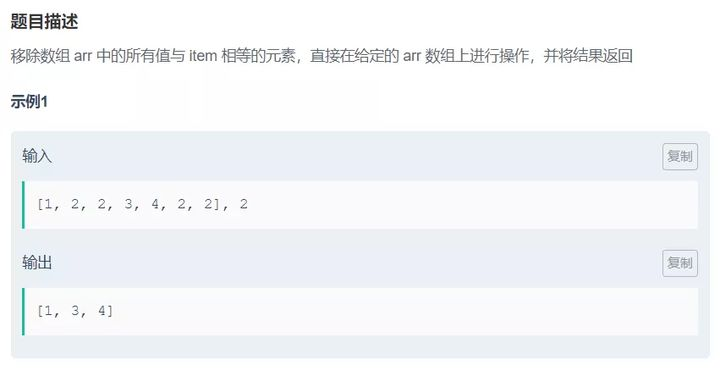 题目描述
移除数组 arr 中的所有值与 item 相等的元素，直接在给定的 arr 数组上进行操作，并将结果返回
示例1
输入
复制
[1, 2, 2, 3, 4, 2, 2], 2
输出
复制
[1, 3, 4]